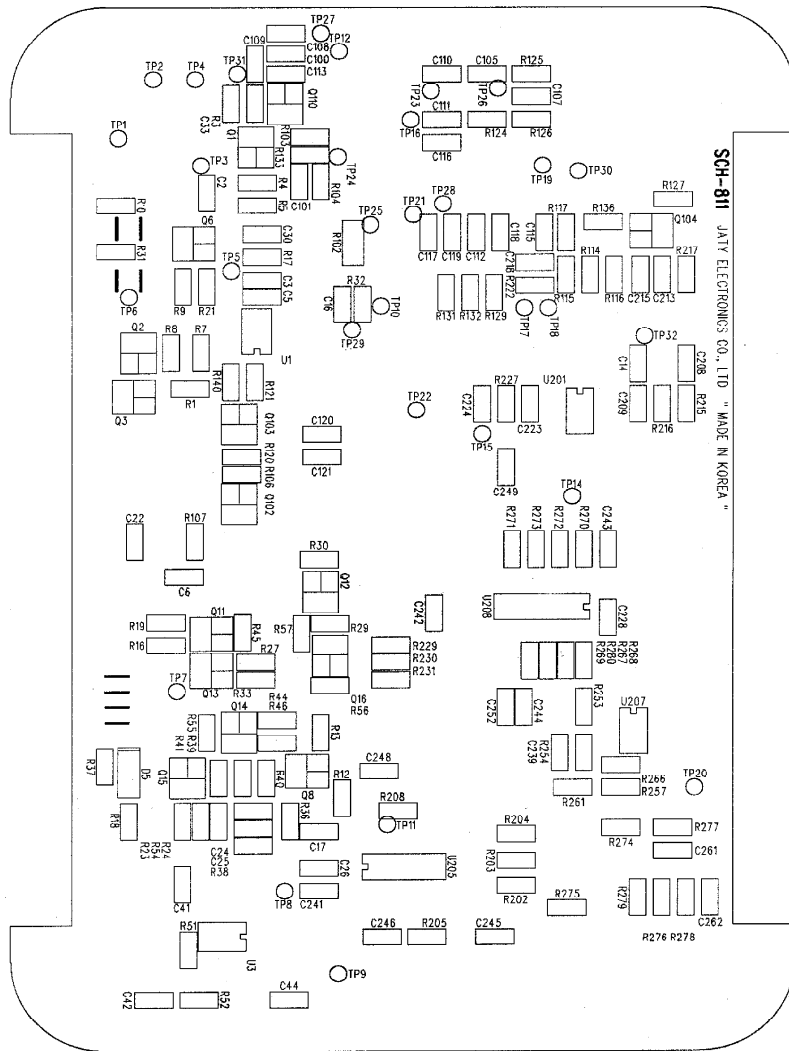 TP27
C109
C108
TP12
C100
C113
TP31
TP2
TP4
Q110
R3
C33
Q1
R103
R133
TP1
TP3
TP24
C2
R4
R5
C101
R104
C110
C105
R125
TP23
TP26
C107
C111
TP16
R124
R126
C116
TP19
TP30
SCH-811 JATY ELECTRONICS CO., LTD " MADE IN KOREA "
R127
R10
Q6
C30
R31
R17
TP5
R102
TP25
TP21
TP28
C117
C119
C112
C118
C115
R117
R136
Q104
C218
R222
R114
R217
R115
R116
C215
C213
R9
R21
C3
C5
TP6
R32
C16
TP10
TP29
R131
R132
R129
TP17
TP18
Q2
R8
R7
U1
TP32
C14
C208
Q3
R1
R140
R121
TP22
R227
U201
C224
C223
C209
R216
R215
Q103
C120
TP15
R120
R106
C121
C249
Q102
TP14
C22
R107
R271
R273
R272
R270
C243
R30
C6
Q12
U208
C242
C228
R19
Q11
R45
R57
R29
R16
R27
R229
R230
R231
R269
R280
R267
R268
TP7
Q13
R33
Q16
R56
R44
R46
Q14
R55
R39
R41
R13
C252
C244
R253
U207
C239
R254
R37
D5
Q15
R40
Q8
R12
C248
R266
R257
TP20
R261
R18
R36
R208
TP11
C17
R204
R274
R277
R23
R54
R24
C24
C25
R38
C26
U205
R203
C261
C41
TP8
C241
R202
R275
R279
C262
R51
U3
C246
R205
C245
R276 R278
TP9
C42
R52
C44